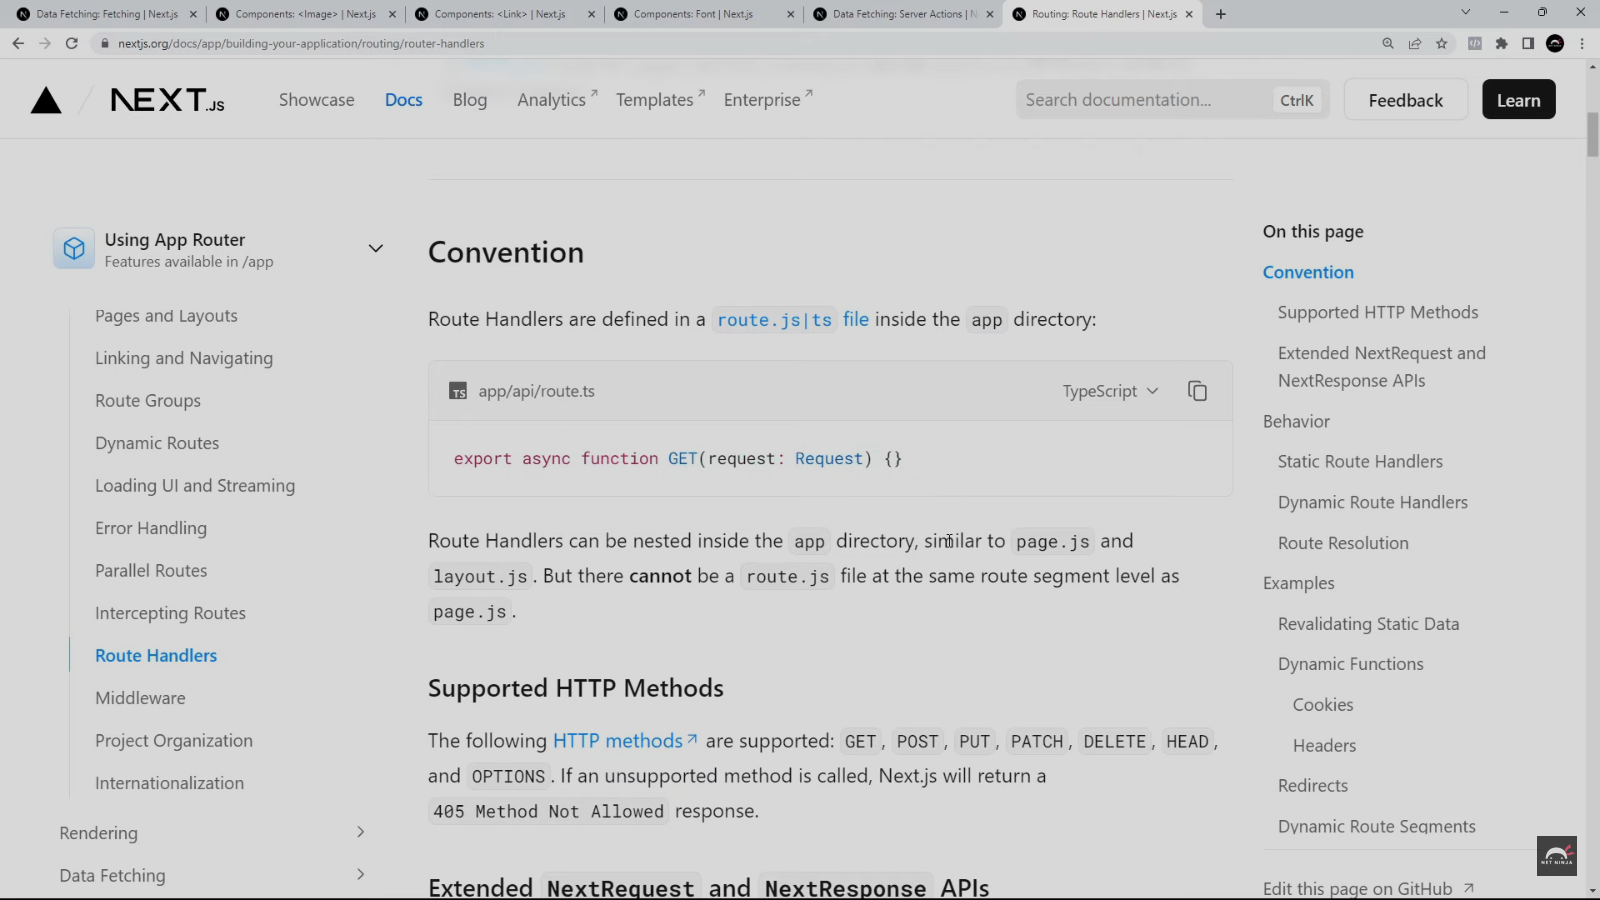 Data Fetching: Fetching | Next.js
Components: <Image> | Next.js
Components: <Link> | Next.js
Components: Font | Next.js
Data Fetching: Server Actions | N
Routing: Route Handlers | Next.js
nextjs.org/docs/app/building-your-application/routing/router-handlers
NEXT.JS
Showcase
Docs
Blog
Analytics
Templates
Enterprise
Search documentation...
CtrlK
Feedback
Learn
Using App Router
Features available in /app
Pages and Layouts
Linking and Navigating
Route Groups
Dynamic Routes
Loading UI and Streaming
Error Handling
Parallel Routes
Intercepting Routes
Route Handlers
Middleware
Project Organization
Internationalization
Rendering
Data Fetching
Convention
Route Handlers are defined in a route.js|ts file inside the app directory:
TS app/api/route.ts
TypeScript
export async function GET(request: Request) {}
Route Handlers can be nested inside the app directory, similar to page.js and
layout.js. But there cannot be a route.js file at the same route segment level as
page.js.
Supported HTTP Methods
The following HTTP methods are supported: GET, POST, PUT, PATCH, DELETE, HEAD,
and OPTIONS. If an unsupported method is called, Next.js will return a
405 Method Not Allowed response.
Extended NextRequest and NextResponse APIs
On this page
Convention
Supported HTTP Methods
Extended NextRequest and
NextResponse APIs
Behavior
Static Route Handlers
Dynamic Route Handlers
Route Resolution
Examples
Revalidating Static Data
Dynamic Functions
Cookies
Headers
Redirects
Dynamic Route Segments
Edit this page on GitHub
NET NINJA